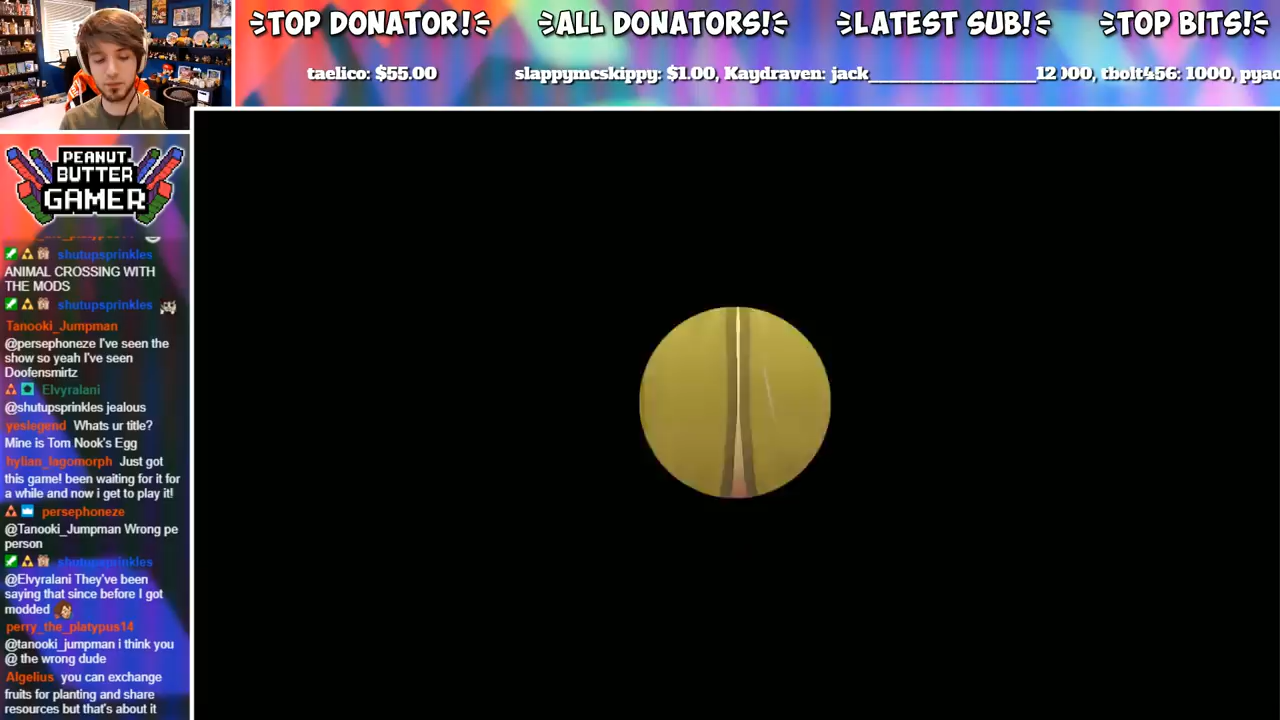 TOP DONATOR! ALL DONATORS! LATEST SUB! TOP BITS!
taelico: $55.00 slappymcskippy: $1.00, Kaydraven: jack________________12 000, tbolt456: 1000,
PEANUT
BUTTER
GAMER
shutupsprinkles
ANIMAL CROSSING WITH
THE MODS
shutupsprinkles
Tanooki_Jumpman
@persephoneze I've seen the
show so yeah I've seen
Doofensmirtz
Elvyralani
@shutupsprinkles jealous
yeslegend Whats ur title?
Mine is Tom Nook's Egg
hylian_lagomorph Just got
this game! been waiting for it for
a while and now i get to play it!
persephoneze
@Tanooki_Jumpman Wrong pe
person
shutupsprinkles
@Elvyralani They've been
saying that since before I got
modded
perry_the_platypus14
@tanooki_jumpman i think you
@ the wrong dude
Algelius you can exchange
fruits for planting and share
resources but that's about it